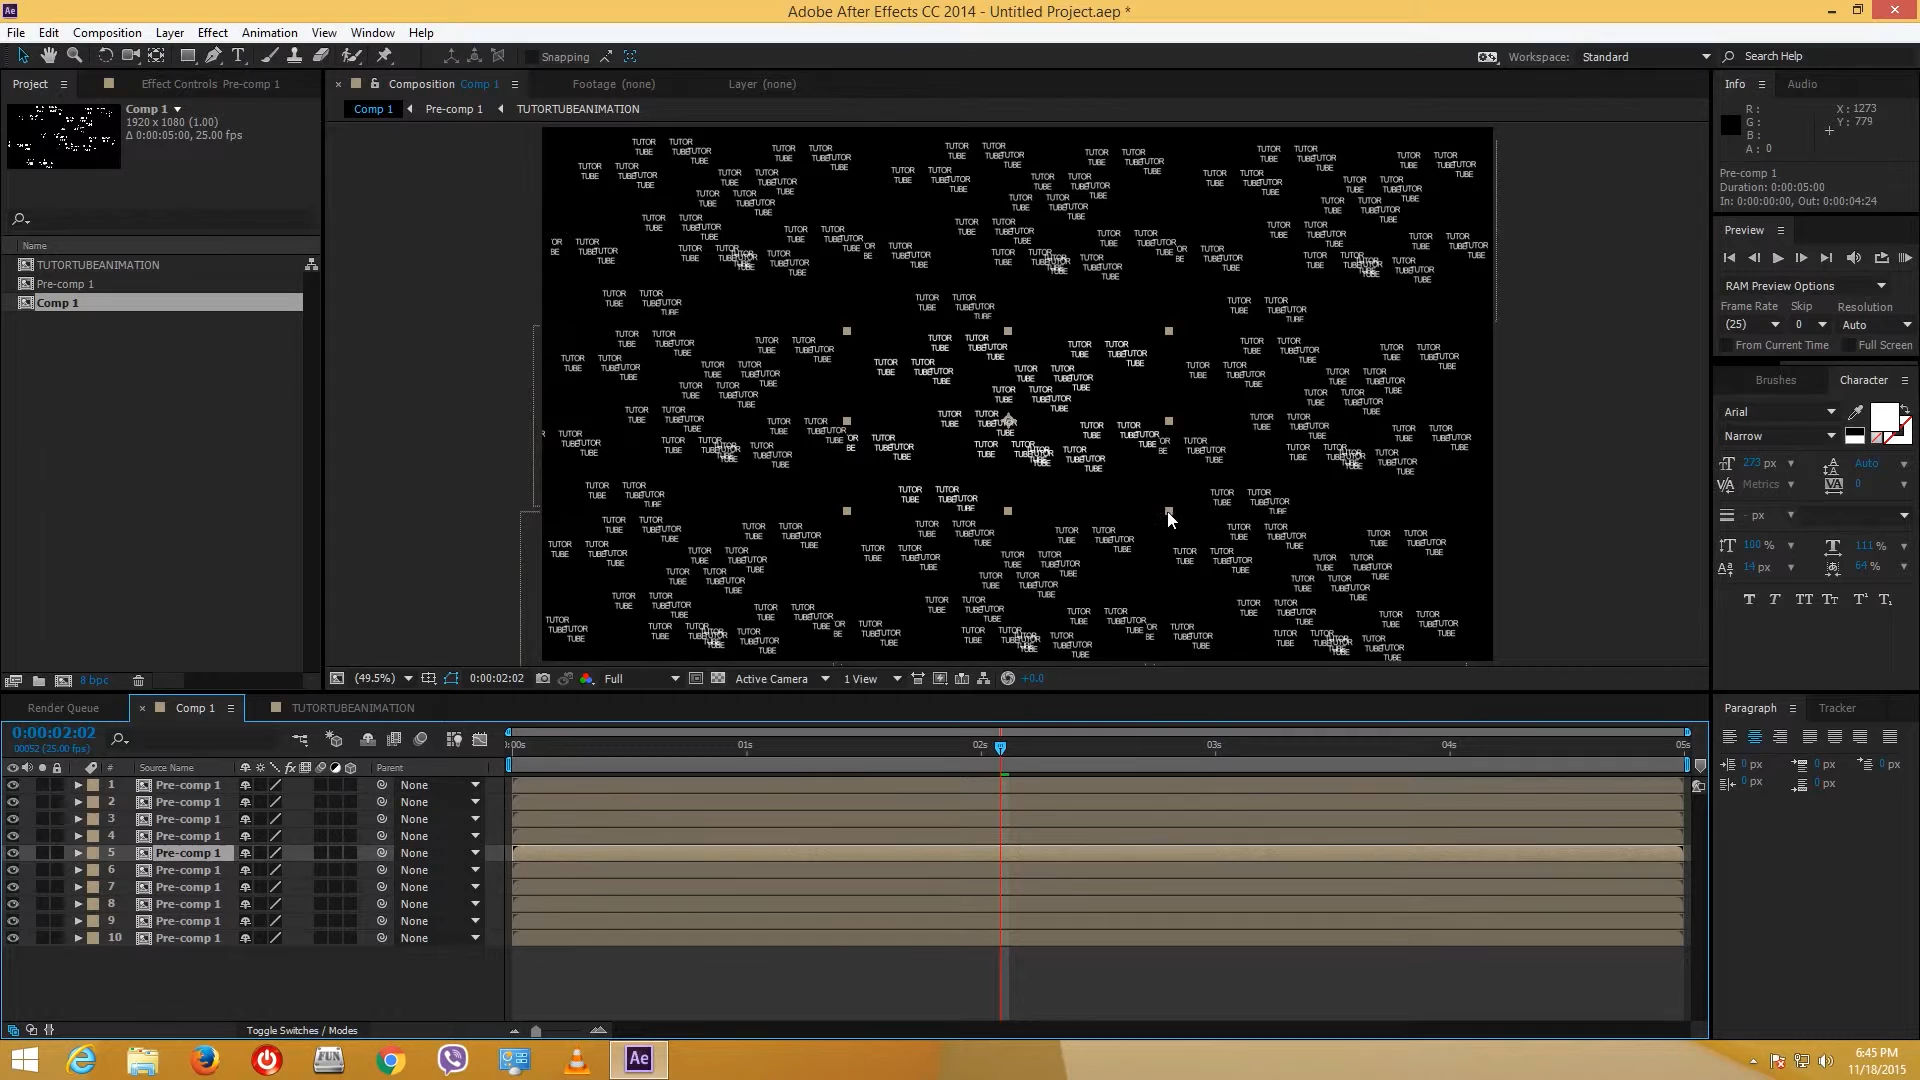 Ae
Adobe After Effects CC 2014 - Untitled Project.aep *
File Edit Composition Layer Effect Animation View Window Help
Snapping
Workspace: Standard
Search Help
Project
Effect Controls Pre-comp 1
Composition Comp 1
Footage (none)
Layer (none)
Info
Audio
Comp 1
1920 x 1080 (1.00)
Δ 0:00:05:00, 25.00 fps
Comp 1 Pre-comp 1 TUTORTUBEANIMATION
R :
G :
B :
A : 0
X : 1273
Y : 779
Pre-comp 1
Duration: 0:00:05:00
In: 0:00:00:00, Out: 0:00:04:24
Name
TUTORTUBEANIMATION
Pre-comp 1
Comp 1
TUTOR
TUBE
Preview
RAM Preview Options
Frame Rate Skip Resolution
(25) 0 Auto
From Current Time Full Screen
Brushes
Character
Arial
Narrow
273 px Auto
Metrics 0
- px
100 % 111 %
14 px 64 %
8 bpc
(49.5%) 0:00:02:02 Full Active Camera 1 View +0.0
Render Queue
Comp 1
TUTORTUBEANIMATION
Paragraph
Tracker
0:00:02:02
00052 (25.00 fps)
:00s 01s 02s 03s 04s 05s
# Source Name Parent
1 Pre-comp 1 None
2 Pre-comp 1 None
3 Pre-comp 1 None
4 Pre-comp 1 None
5 Pre-comp 1 None
6 Pre-comp 1 None
7 Pre-comp 1 None
8 Pre-comp 1 None
9 Pre-comp 1 None
10 Pre-comp 1 None
0 px 0 px 0 px
0 px 0 px
Toggle Switches / Modes
FUN
Ae
6:45 PM
11/18/2015